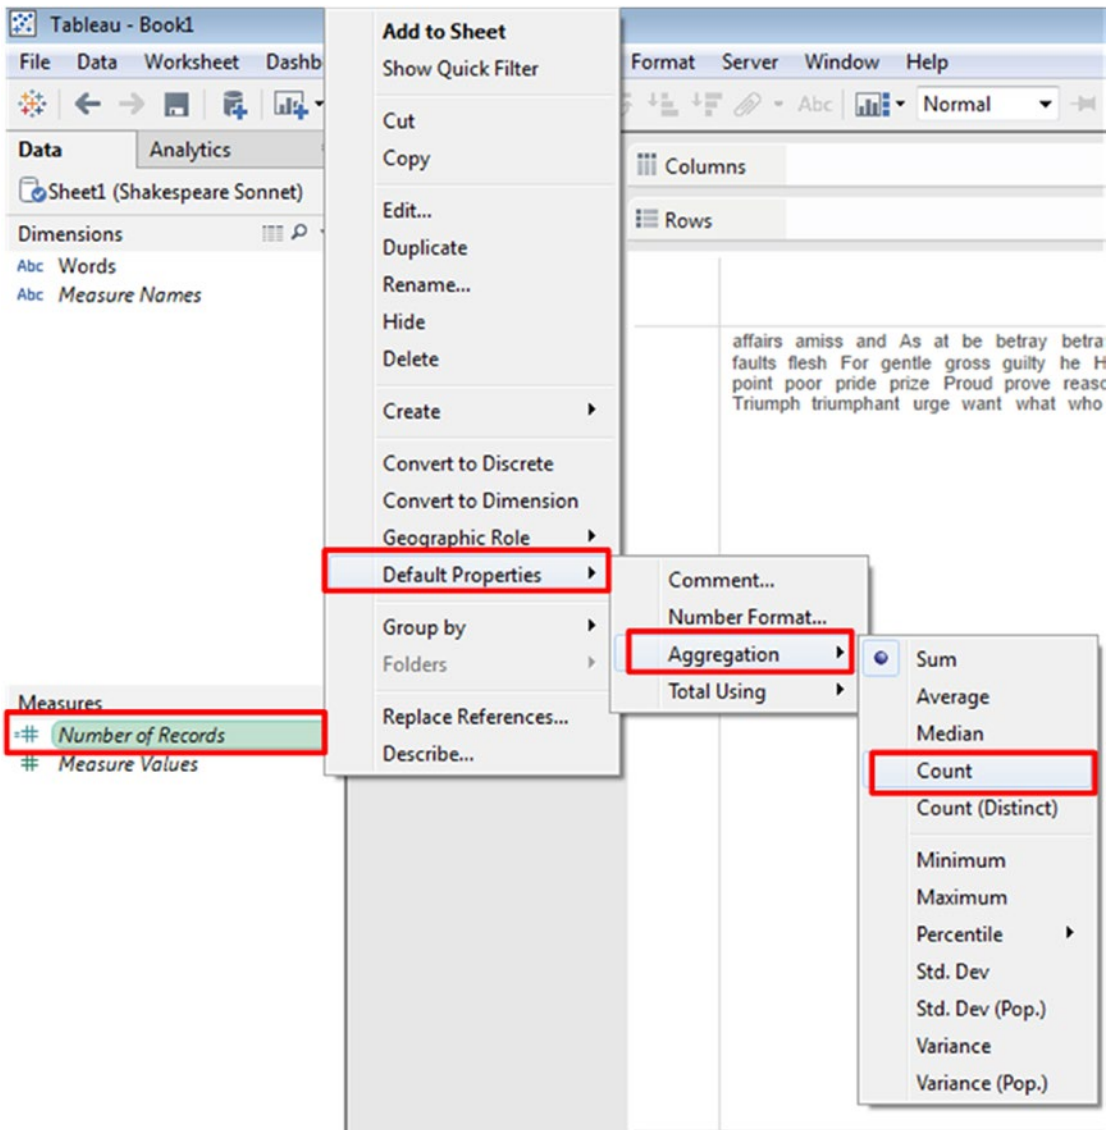 Tableau - Book1
File Data Worksheet Dashb Format Server Window Help
Abc Normal
Data Analytics
Sheet1 (Shakespeare Sonnet)
Dimensions
Abc Words
Abc Measure Names
Measures
Number of Records
Measure Values
Add to Sheet
Show Quick Filter
Cut
Copy
Edit...
Duplicate
Rename...
Hide
Delete
Create
Convert to Discrete
Convert to Dimension
Geographic Role
Default Properties
Group by
Folders
Replace References...
Describe...
Comment...
Number Format...
Aggregation
Total Using
Sum
Average
Median
Count
Count (Distinct)
Minimum
Maximum
Percentile
Std. Dev
Std. Dev (Pop.)
Variance
Variance (Pop.)
Columns
Rows
affairs amiss and As at be betray betra
faults flesh For gentle gross guilty he H
point poor pride prize Proud prove reaso
Triumph triumphant urge want what who